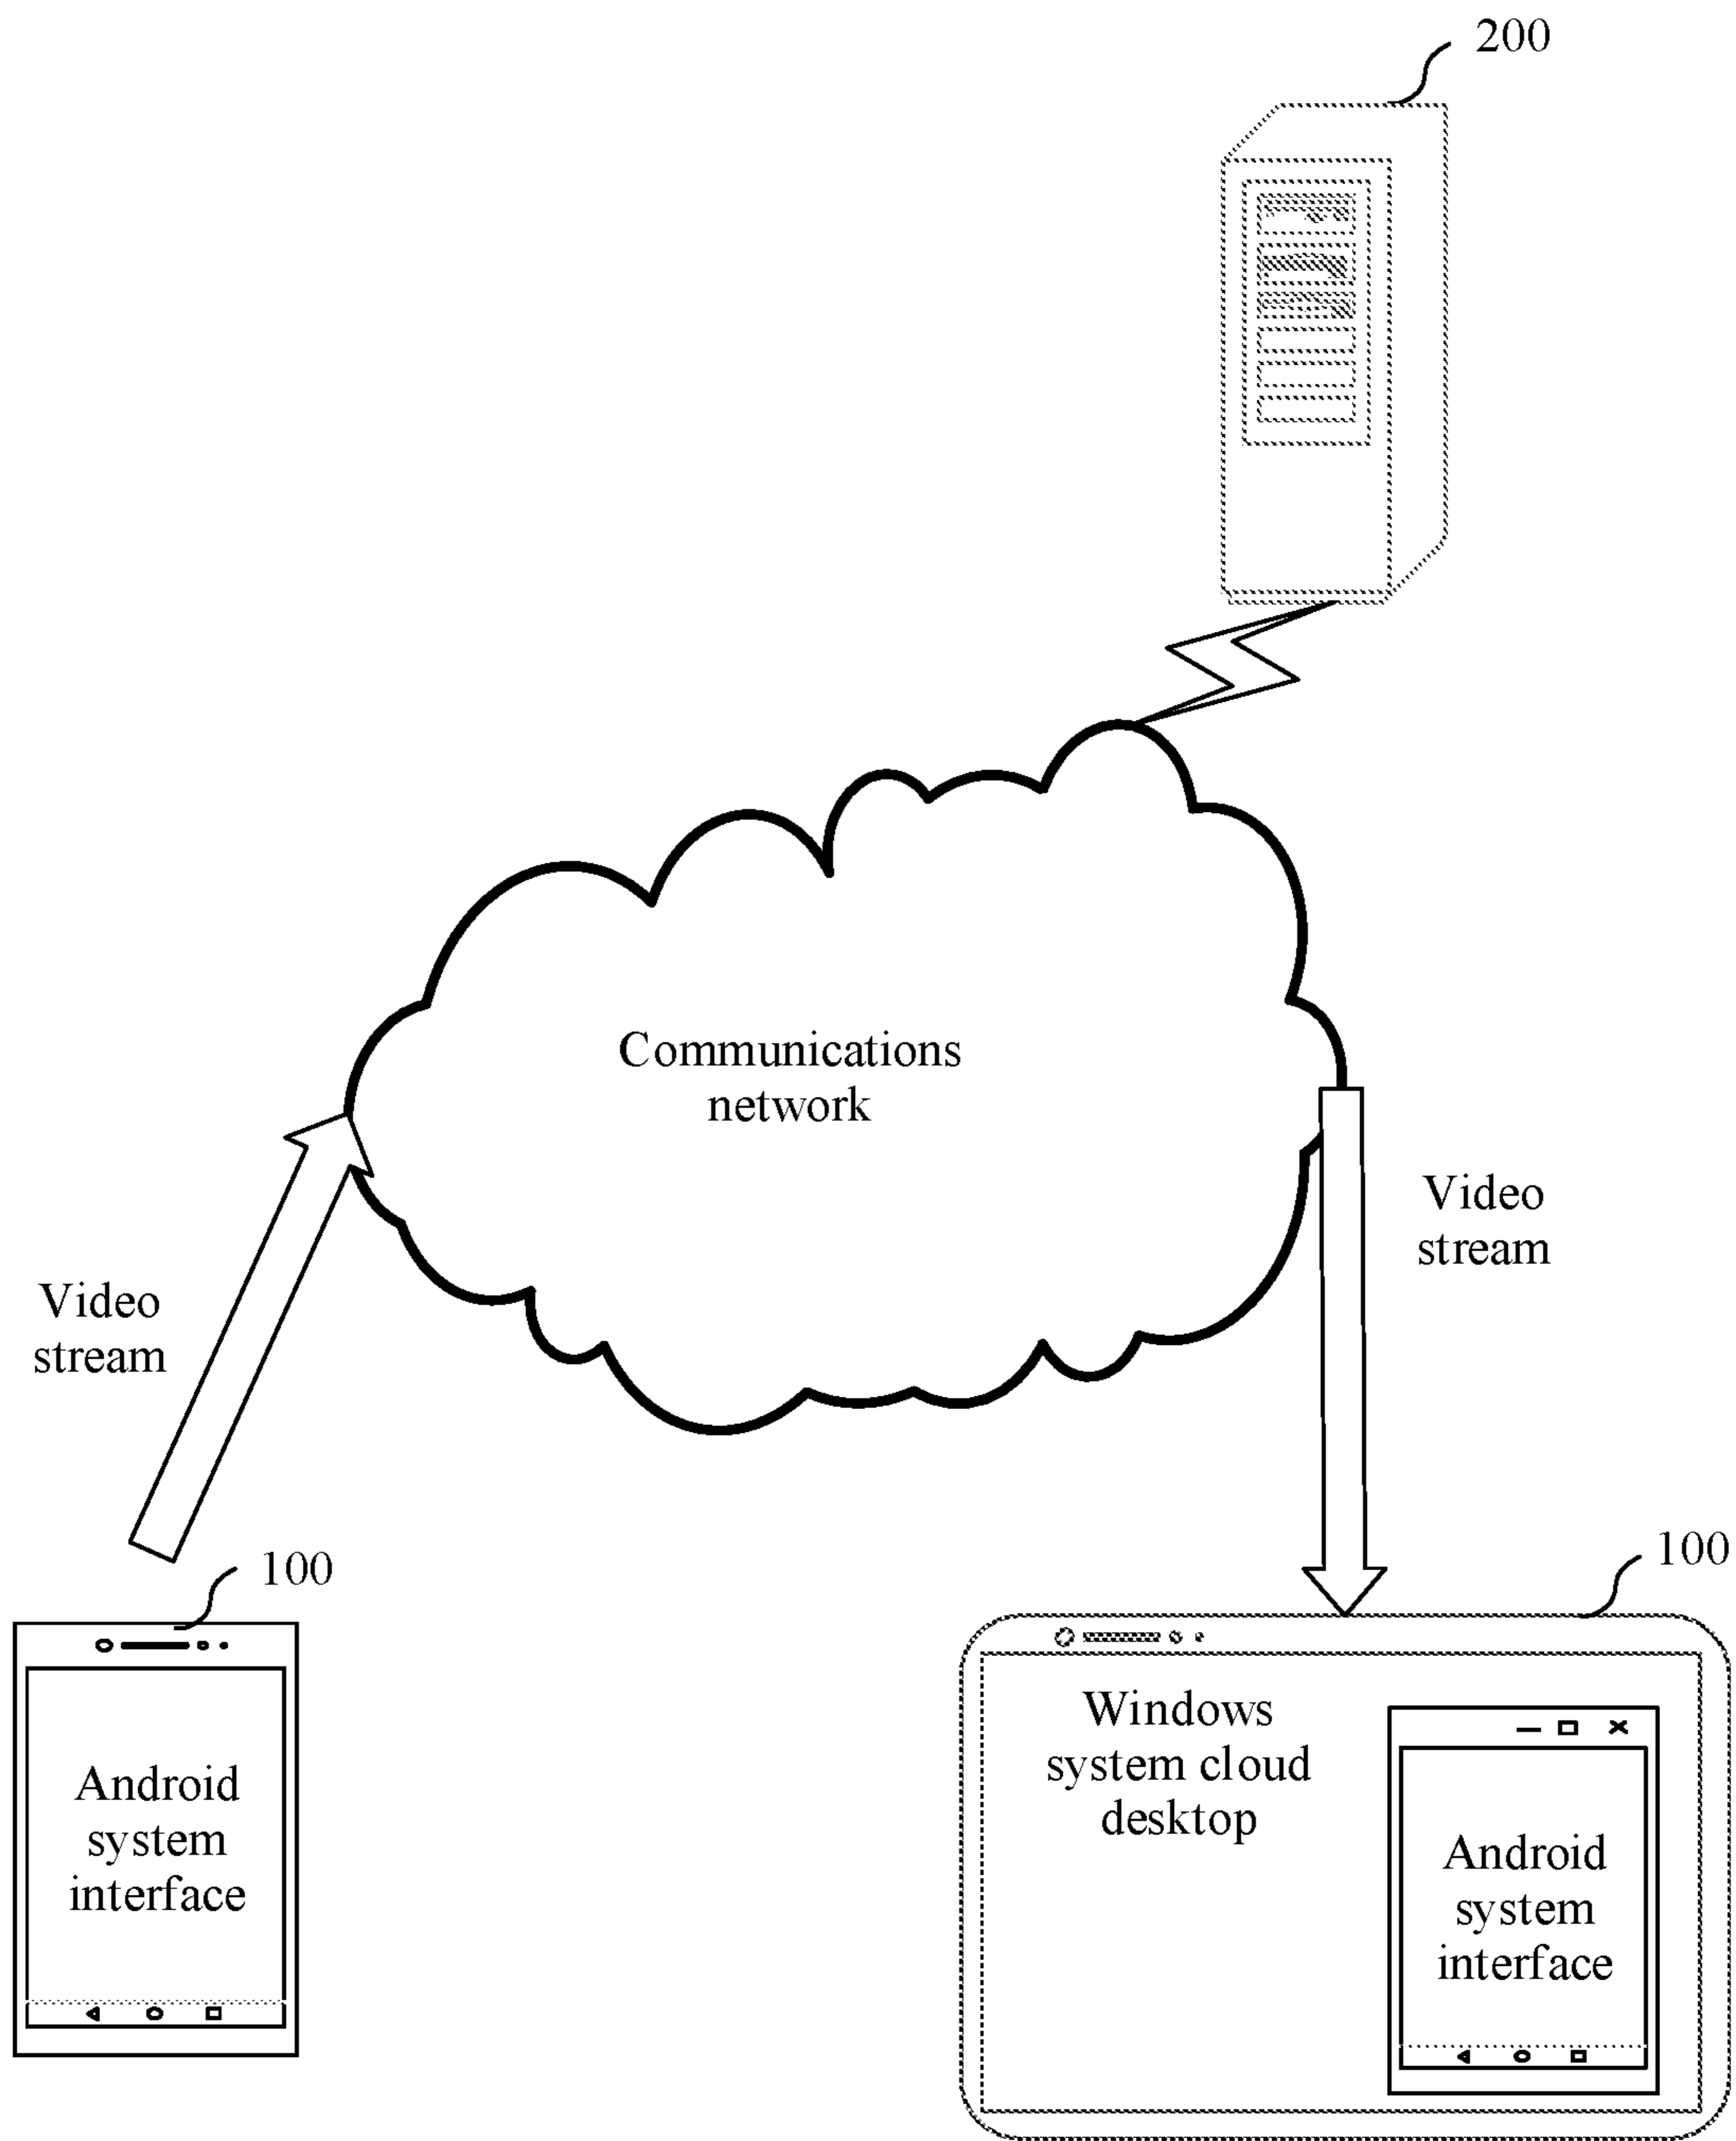 200
Communications
network
Video
stream
Video
stream
100
100
Windows
system cloud
desktop
Android
system
interface
Android
system
interface